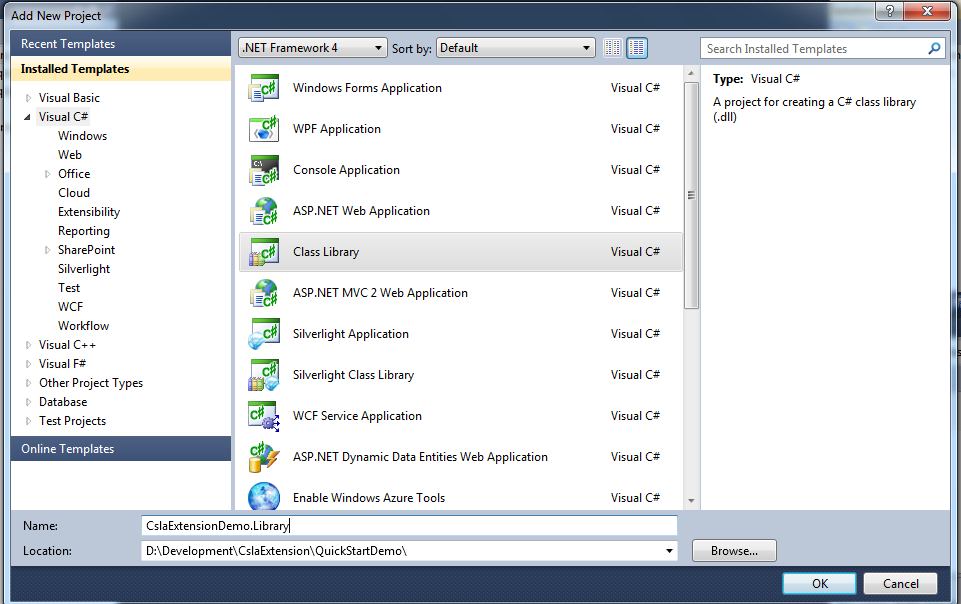 Add New Project
Recent Templates
Installed Templates
Visual Basic
Visual C#
Windows
Web
Office
Cloud
Extensibility
Reporting
SharePoint
Silverlight
Test
WCF
Workflow
Visual C++
Visual F#
Other Project Types
Database
Test Projects
Online Templates
.NET Framework 4 Sort by: Default
Windows Forms Application Visual C#
WPF Application Visual C#
Console Application Visual C#
ASP.NET Web Application Visual C#
Class Library Visual C#
ASP.NET MVC 2 Web Application Visual C#
Silverlight Application Visual C#
Silverlight Class Library Visual C#
WCF Service Application Visual C#
ASP.NET Dynamic Data Entities Web Application Visual C#
Enable Windows Azure Tools Visual C#
Search Installed Templates
Type: Visual C#
A project for creating a C# class library
(.dll)
Name: CslaExtensionDemo.Library
Location: D:\Development\CslaExtension\QuickStartDemo\ Browse...
OK Cancel